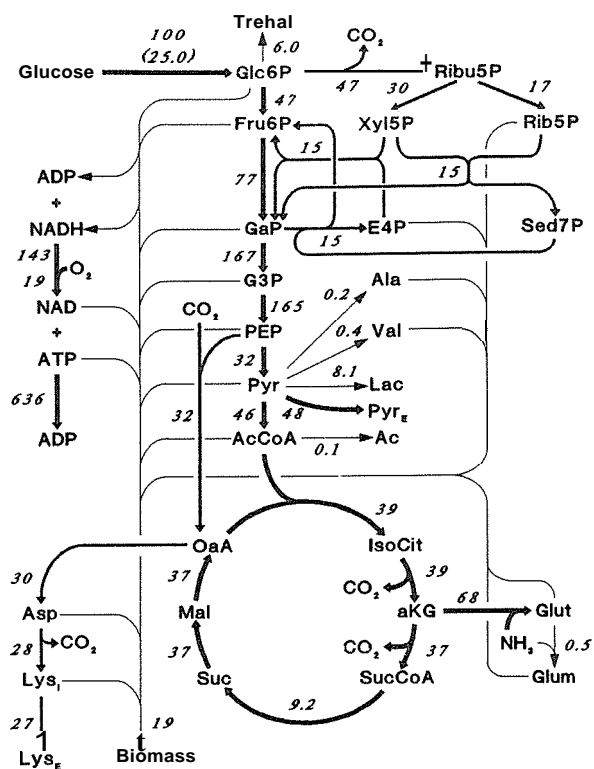 Trehal
100
CO₂
(25.0)
6.0
Glucose
Glc6P
47
Ribu5P
47
30
17
Fru6P
Xyl5P
Rib5P
15
15
ADP
77
+
NADH
GaP
E4P
Sed7P
143
167
15
O₂
19
G3P
Ala
NAD
CO₂
165
0.2
+
PEP
0.4
Val
ATP
32
8.1
Pyr
Lac
636
32
46
48
Pyr_E
ADP
AcCoA
Ac
0.1
39
OaA
IsoCit
30
37
39
CO₂
68
Asp
Mal
aKG
Glut
CO₂
CO₂
NH₃
28
37
37
0.5
Lys_I
Suc
SucCoA
Glum
9.2
27
19
Lys_E
Biomass